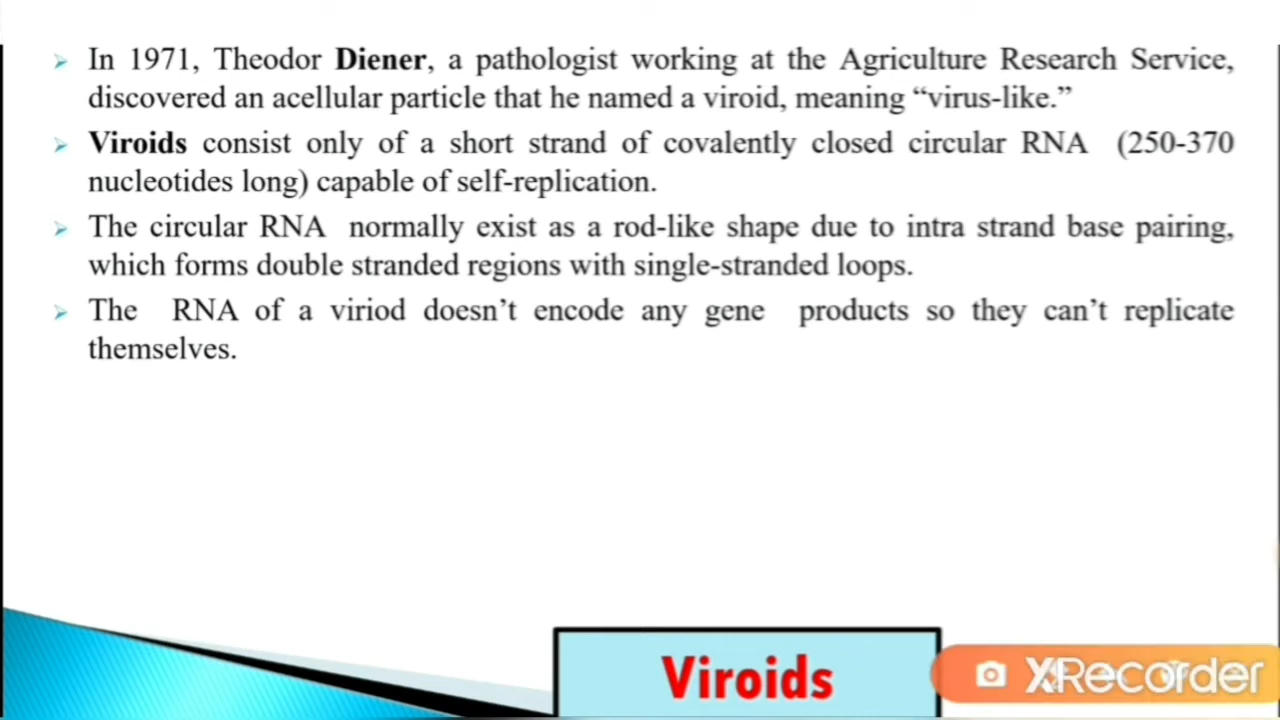 In 1971, Theodor Diener, a pathologist working at the Agriculture Research Service,
discovered an acellular particle that he named a viroid, meaning “virus-like.”
Viroids consist only of a short strand of covalently closed circular RNA (250-370
nucleotides long) capable of self-replication.
The circular RNA normally exist as a rod-like shape due to intra strand base pairing,
which forms double stranded regions with single-stranded loops.
The RNA of a viriod doesn’t encode any gene products so they can’t replicate
themselves.
Viroids
XRecorder